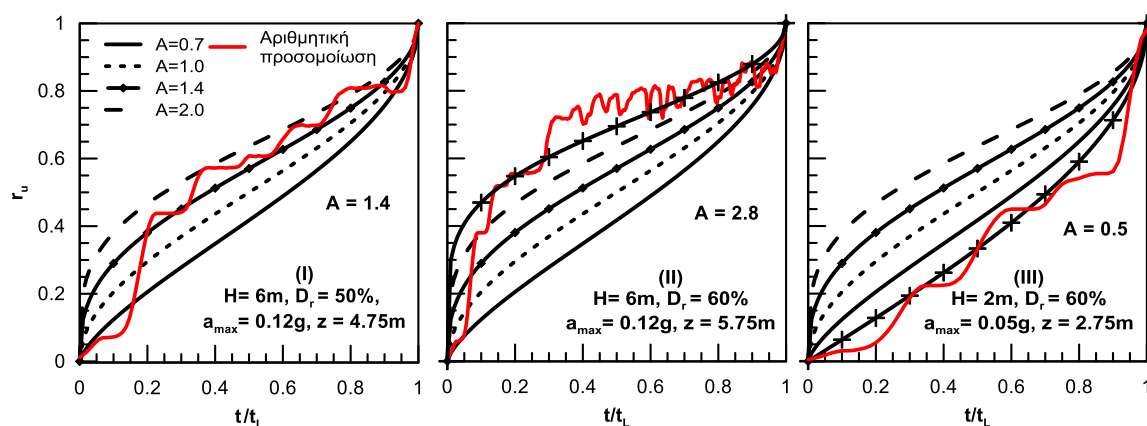 A=0.7
A=1.0
A=1.4
A=2.0
Αριθμητική
προσομοίωση
r_u
1
0.8
0.6
0.4
0.2
0
A = 1.4
(I)
H= 6m, D_r = 50%,
a_max = 0.12g, z = 4.75m
0 0.2 0.4 0.6 0.8 1
t/t_L
A = 2.8
(II)
H= 6m, D_r = 60%
a_max = 0.12g, z = 5.75m
0 0.2 0.4 0.6 0.8 1
t/t_L
A = 0.5
(III)
H= 2m, D_r = 60%
a_max = 0.05g, z = 2.75m
0 0.2 0.4 0.6 0.8 1
t/t_L